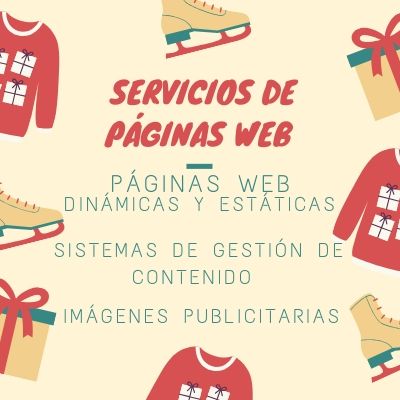 SERVICIOS DE
PÁGINAS WEB
PÁGINAS WEB
DINÁMICAS Y ESTÁTICAS
SISTEMAS DE GESTIÓN DE
CONTENIDO
IMÁGENES PUBLICITARIAS